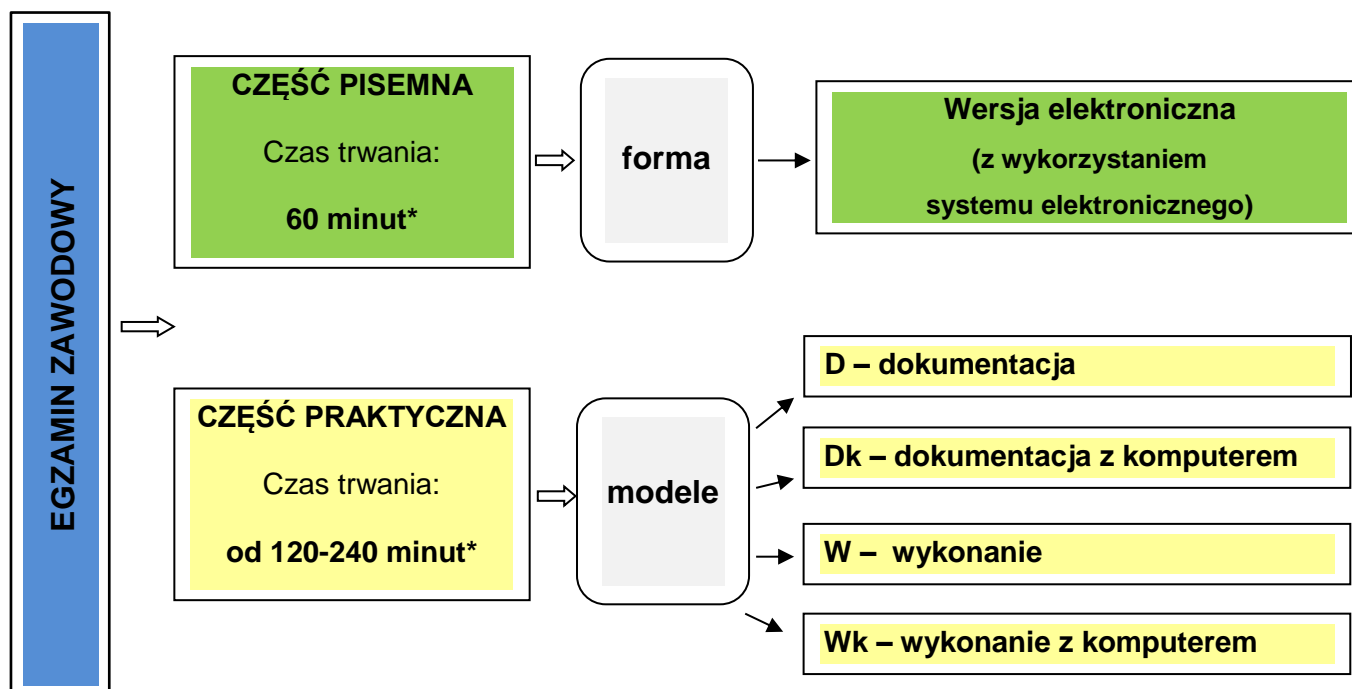 EGZAMIN ZAWODOWY
CZĘŚĆ PISEMNA
Czas trwania:
60 minut*
forma
Wersja elektroniczna
(z wykorzystaniem
systemu elektronicznego)
CZĘŚĆ PRAKTYCZNA
Czas trwania:
od 120-240 minut*
modele
D – dokumentacja
Dk – dokumentacja z komputerem
W – wykonanie
Wk – wykonanie z komputerem